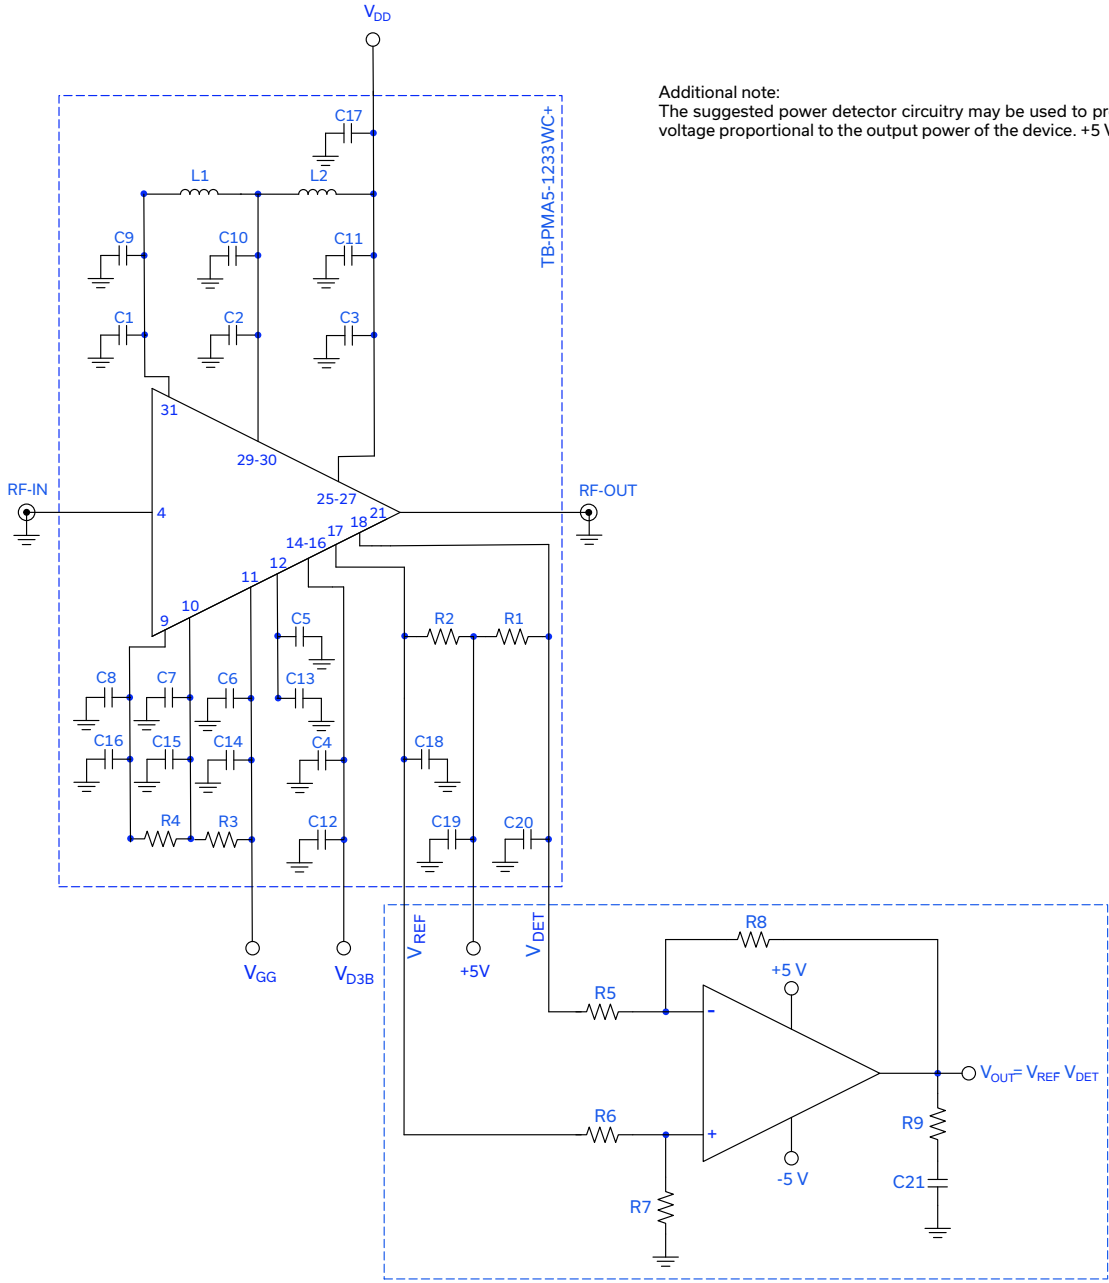 VDD
Additional note:
The suggested power detector circuitry may be used to pr
voltage proportional to the output power of the device. +5 V
TB-PMA5-1233WC+
C17
L1
L2
C9
C10
C11
C1
C2
C3
31
29-30
25-27
RF-IN
4
21
RF-OUT
18
17
14-16
12
11
10
9
C5
R2
R1
C8
C7
C6
C13
C16
C15
C14
C4
C18
R4
R3
C12
C19
C20
VGG
VD3B
VREF
+5V
VDET
R8
+5 V
R5
-
VOUT= VREF VDET
R6
+
R9
-5 V
C21
R7